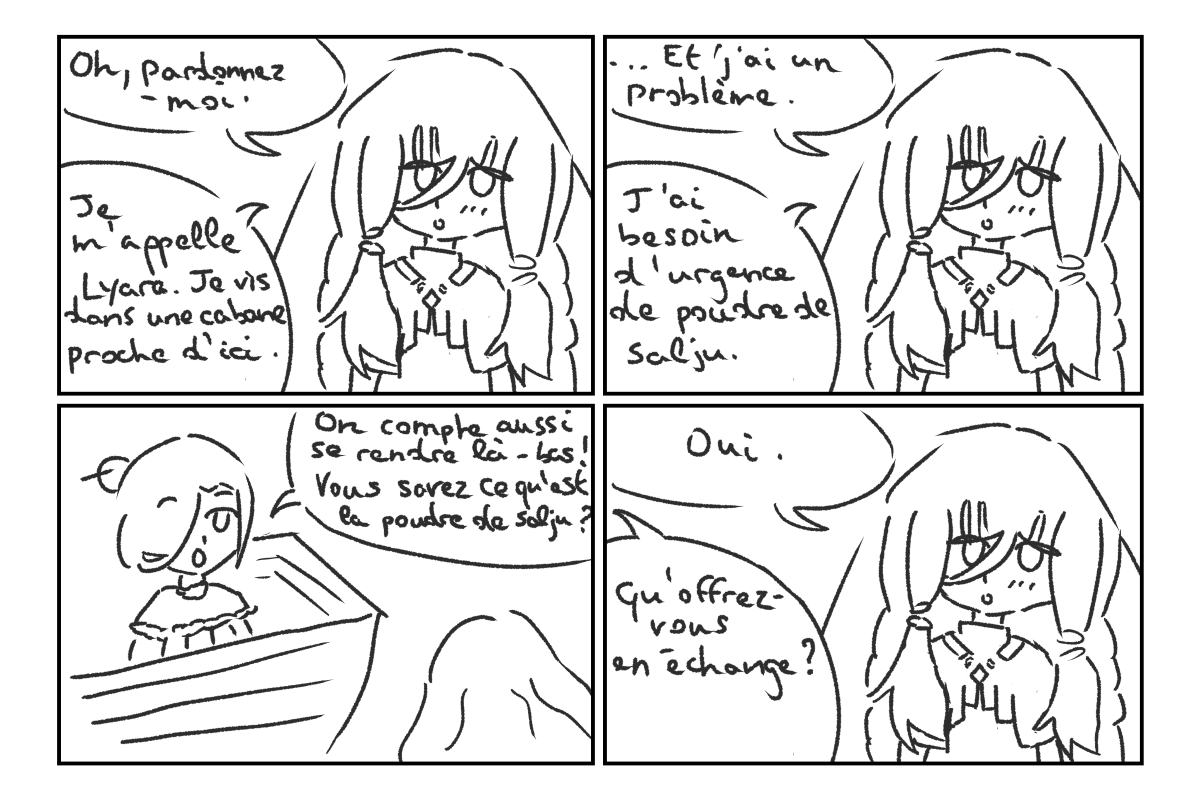 Oh, pardonnez
-moi.
Je
m'appelle
Lyara. Je vis
dans une cabane
proche d'ici.
... Et j'ai un
problème.
J'ai
besoin
d'urgence
de poudre de
salju.
On compte aussi
se rendre là-bas!
Vous savez ce qu'est
la poudre de salju?
Oui.
Qu'offrez-
vous
en échange?